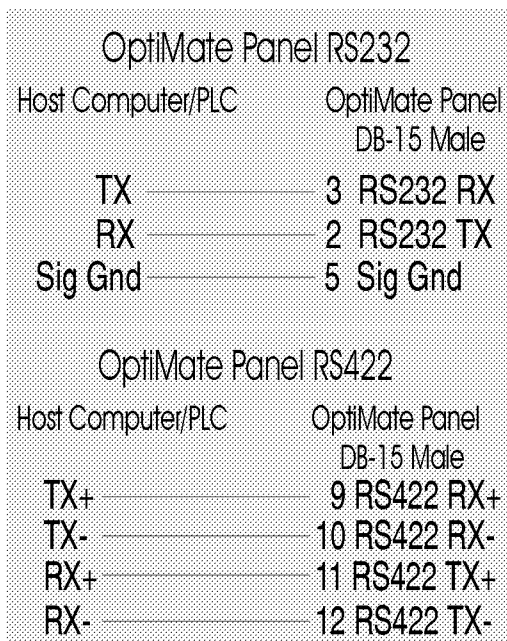 OptiMate Panel RS232
Host Computer/PLC OptiMate Panel
DB-15 Male
TX 3 RS232 RX
RX 2 RS232 TX
Sig Gnd 5 Sig Gnd
OptiMate Panel RS422
Host Computer/PLC OptiMate Panel
DB-15 Male
TX+ 9 RS422 RX+
TX- 10 RS422 RX-
RX+ 11 RS422 TX+
RX- 12 RS422 TX-